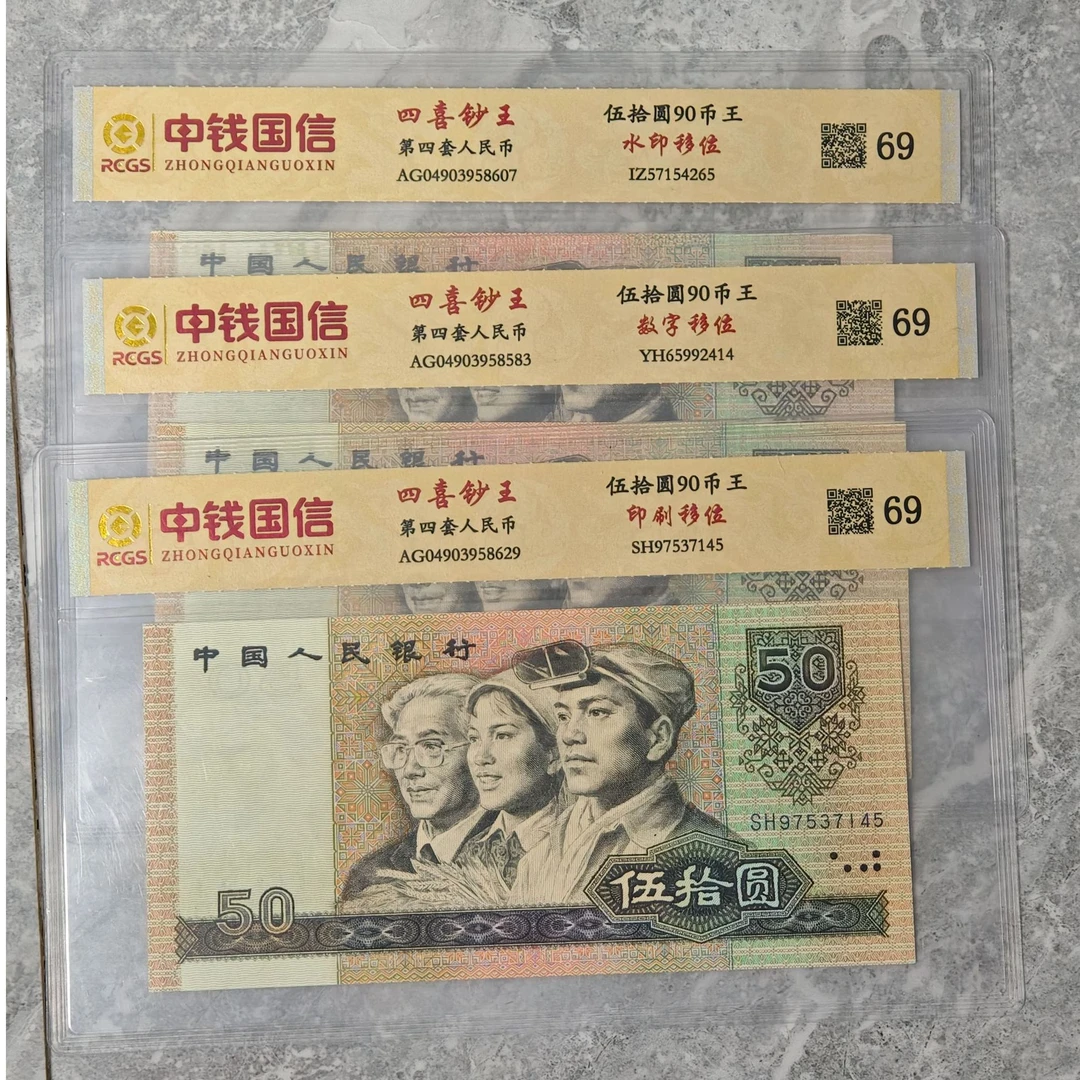 中钱国信
RCGS ZHONGQIANGUOXIN
四喜钞王
第四套人民币
AG04903958607
伍拾圆90币王
水印移位
IZ57154265
69
中国人民银行
中钱国信
RCGS ZHONGQIANGUOXIN
四喜钞王
第四套人民币
AG04903958583
伍拾圆90币王
数字移位
YH65992414
69
中国人民银行
中钱国信
RCGS ZHONGQIANGUOXIN
四喜钞王
第四套人民币
AG04903958629
伍拾圆90币王
印刷移位
SH97537145
69
中国人民银行
50
SH97537145
伍拾圆
50